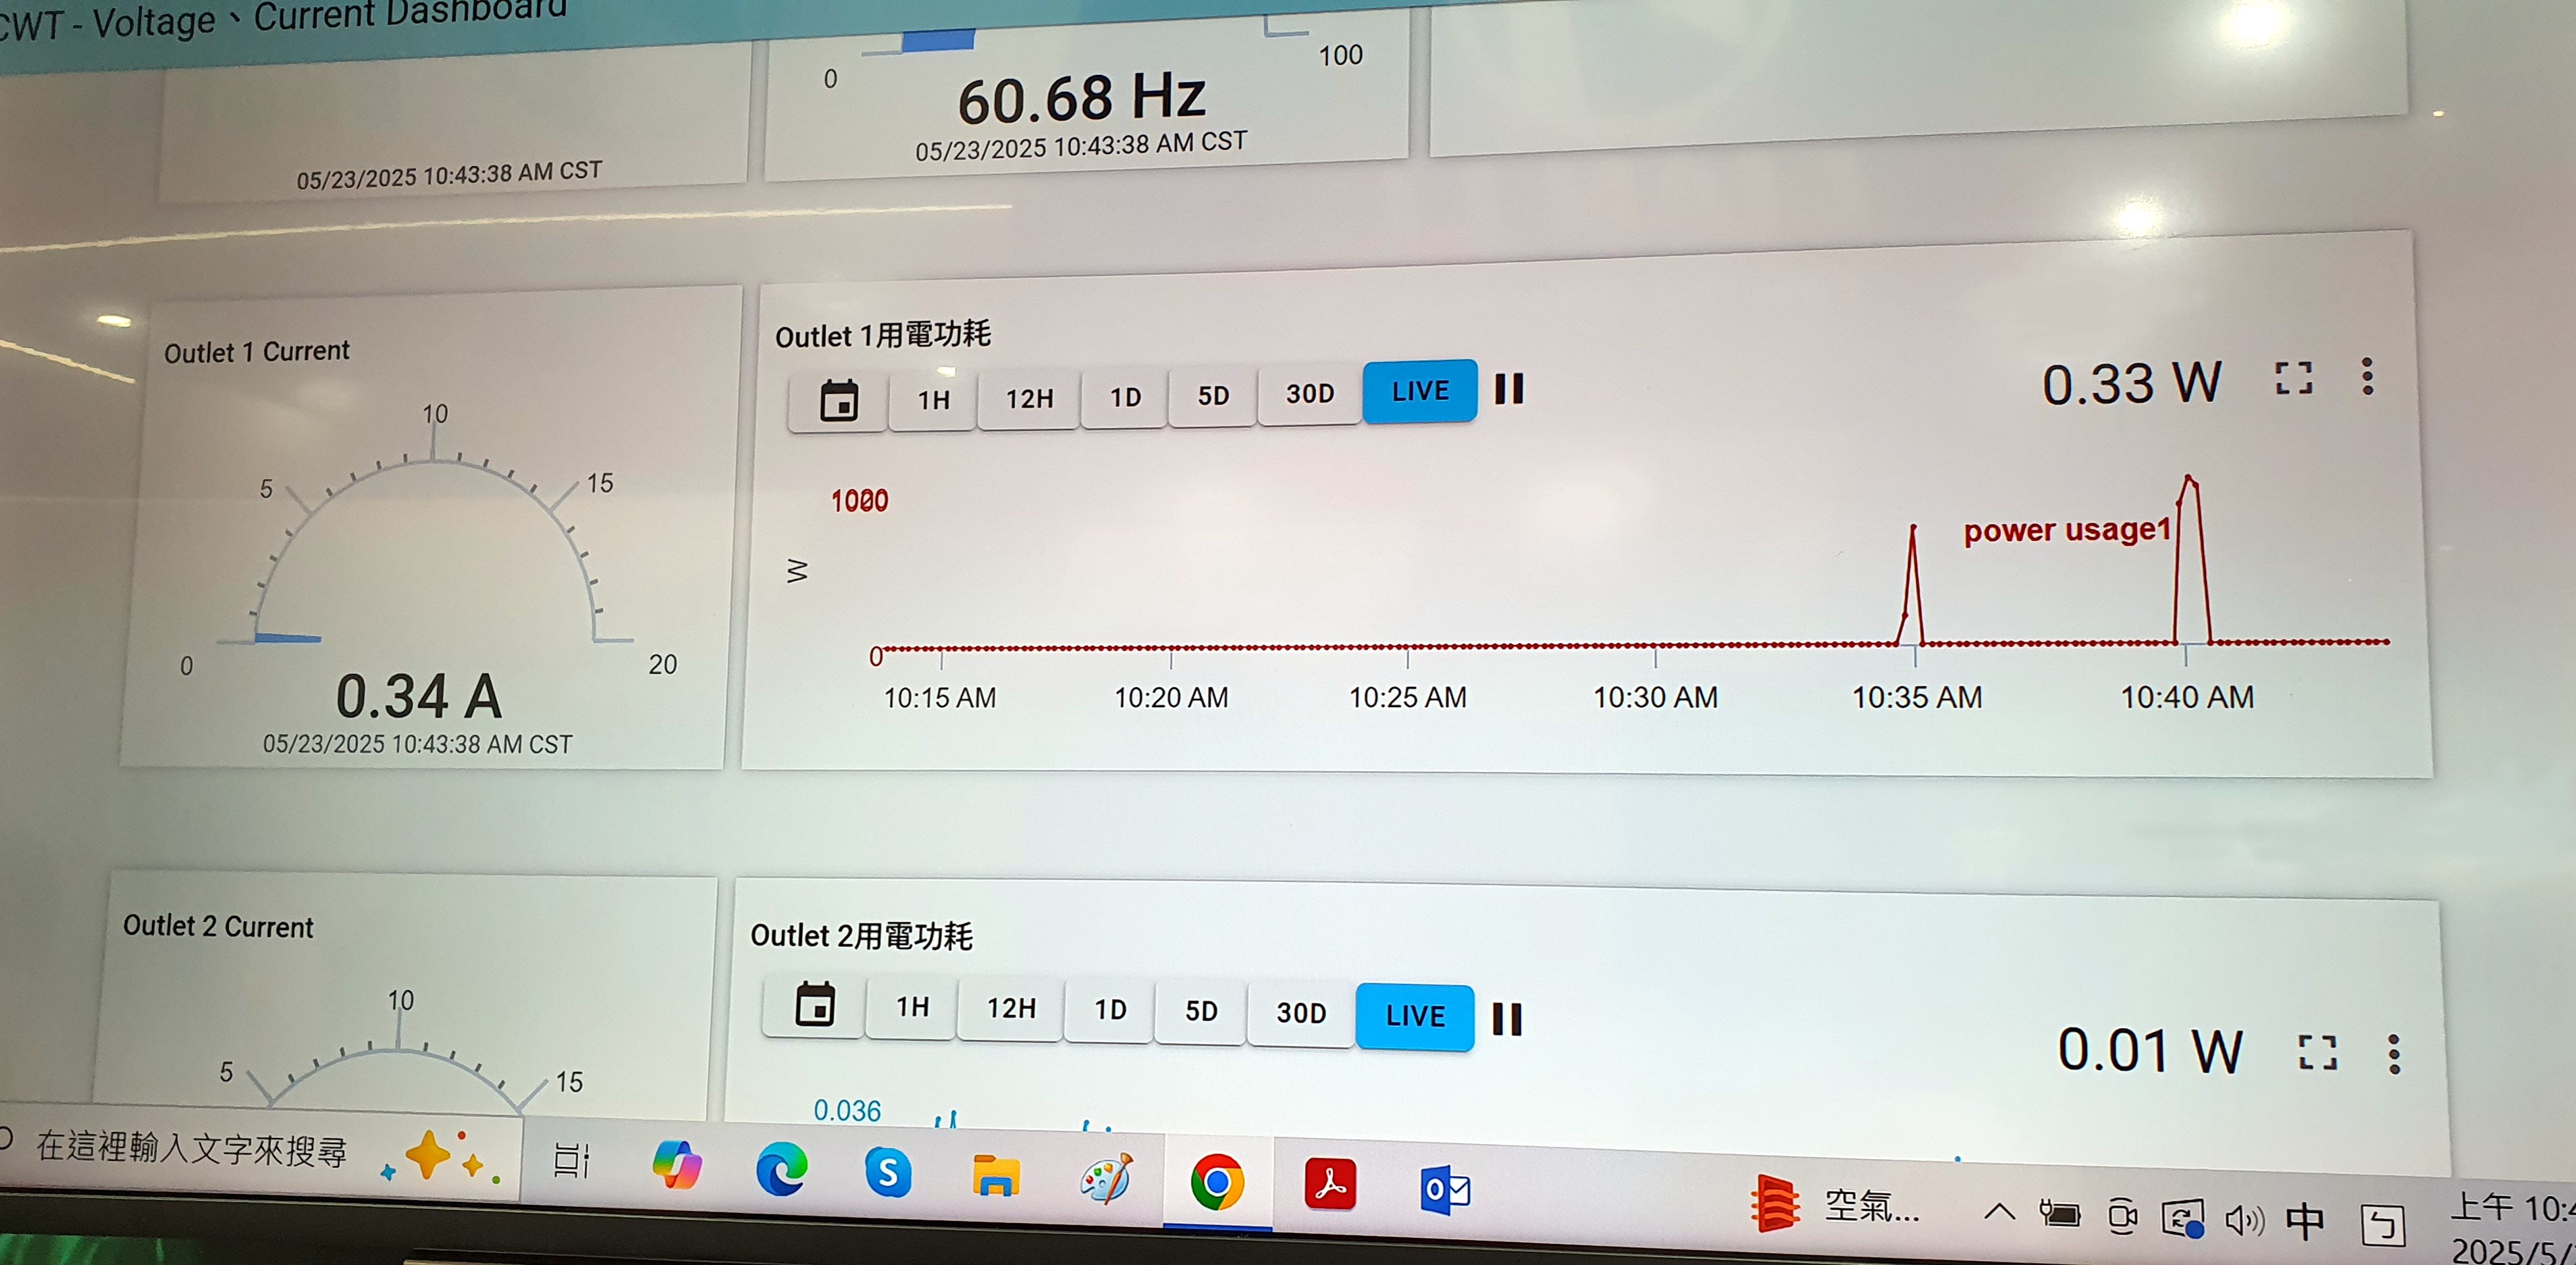 CWT - Voltage、Current Dashboard
0
100
60.68 Hz
05/23/2025 10:43:38 AM CST
05/23/2025 10:43:38 AM CST
Outlet 1 Current
10
5
15
0
20
0.34 A
05/23/2025 10:43:38 AM CST
Outlet 1用電功耗
1H 12H 1D 5D 30D LIVE
0.33 W
W
power usage1
0
10:15 AM 10:20 AM 10:25 AM 10:30 AM 10:35 AM 10:40 AM
Outlet 2 Current
10
5
15
Outlet 2用電功耗
1H 12H 1D 5D 30D LIVE
0.01 W
0.036
在這裡輸入文字來搜尋
空氣...
中
ㄅ
上午 10:4
2025/5/